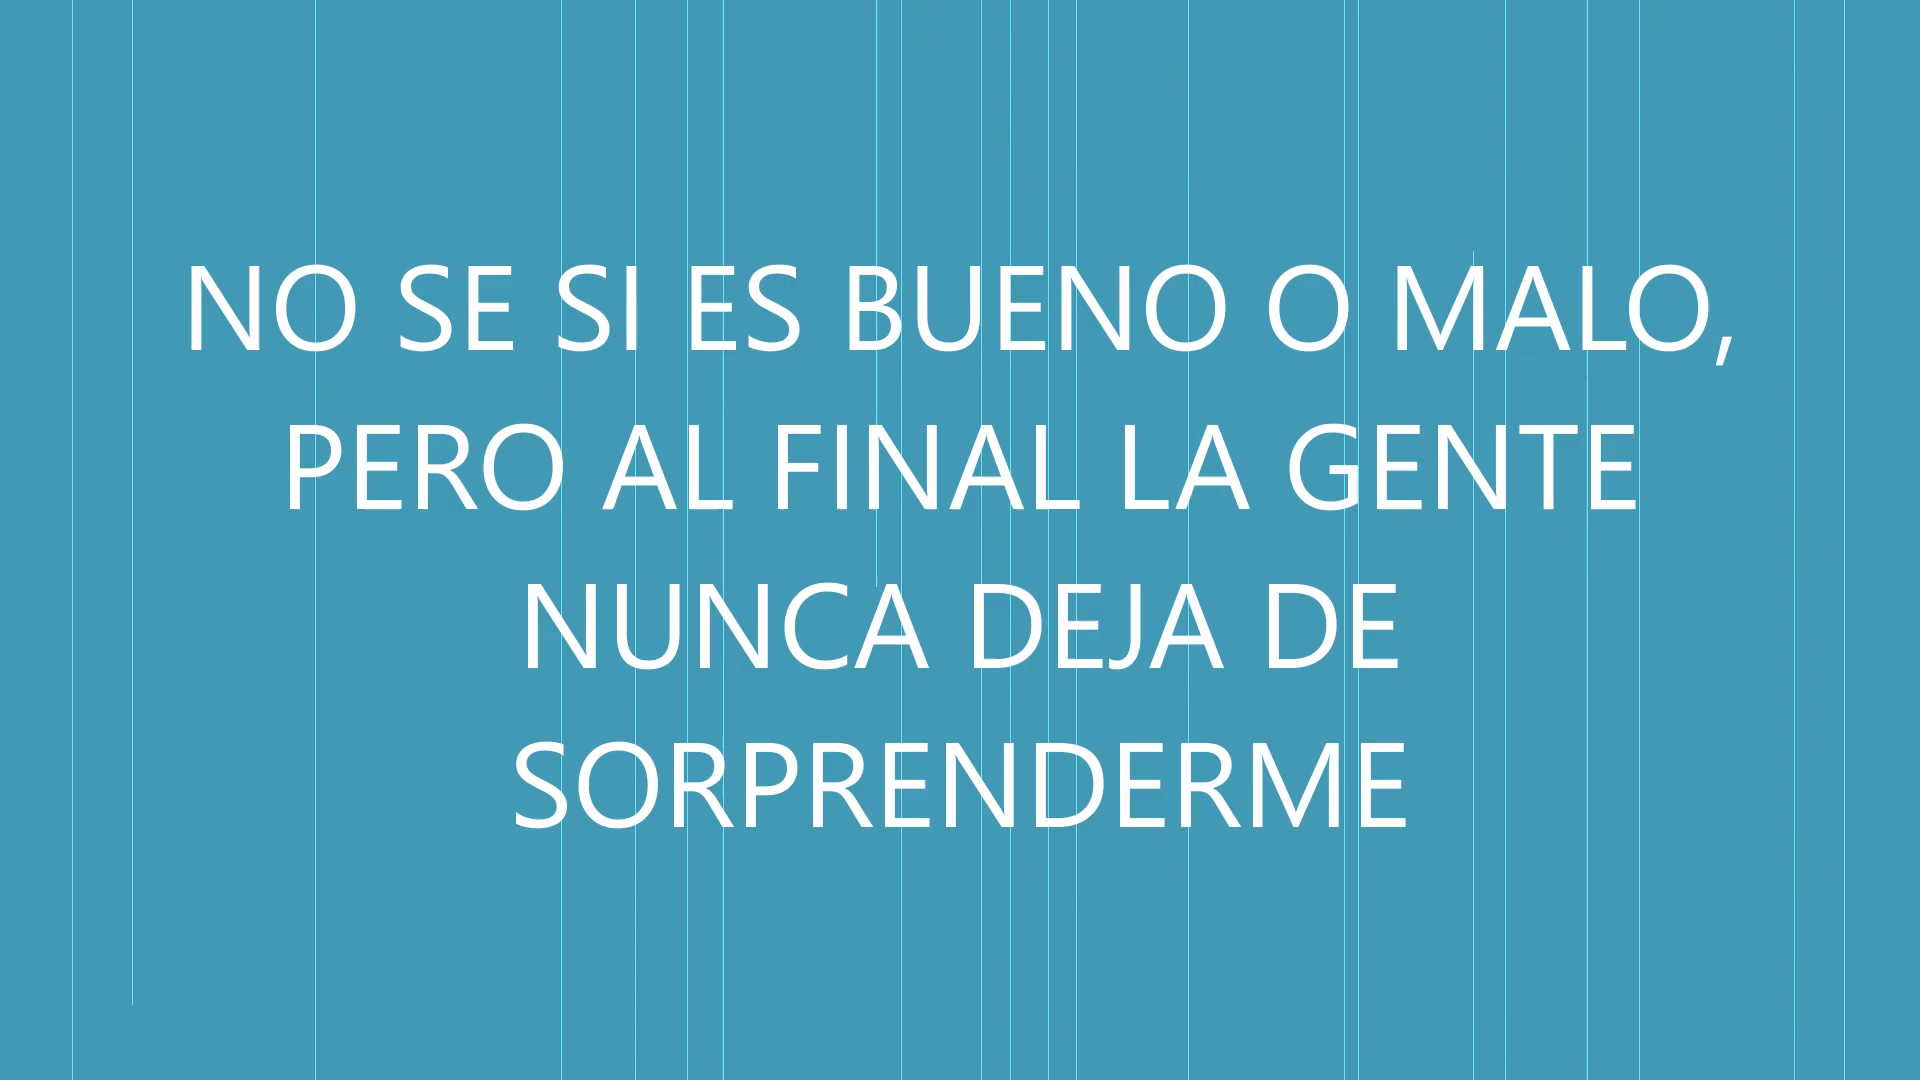 NO SE SI ES BUENO O MALO,
PERO AL FINAL LA GENTE
NUNCA DEJA DE
SORPRENDERME